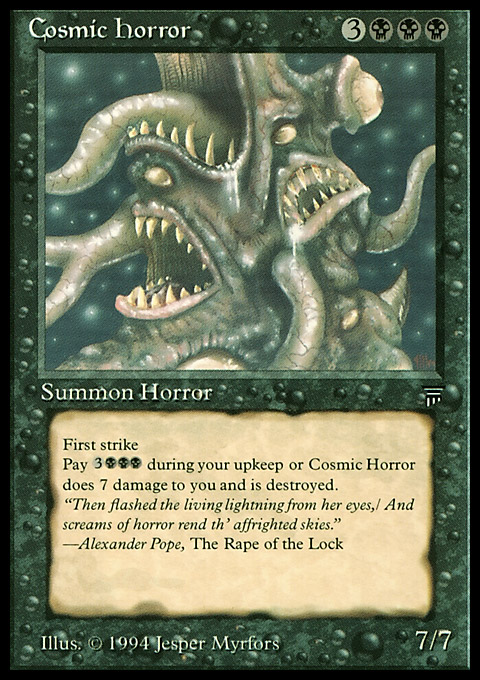 Cosmic Horror 3
Summon Horror
First strike
Pay 3 during your upkeep or Cosmic Horror
does 7 damage to you and is destroyed.
“Then flashed the living lightning from her eyes,/ And
screams of horror rend th’ affrighted skies.”
—Alexander Pope, The Rape of the Lock
Illus. © 1994 Jesper Myrfors 7/7